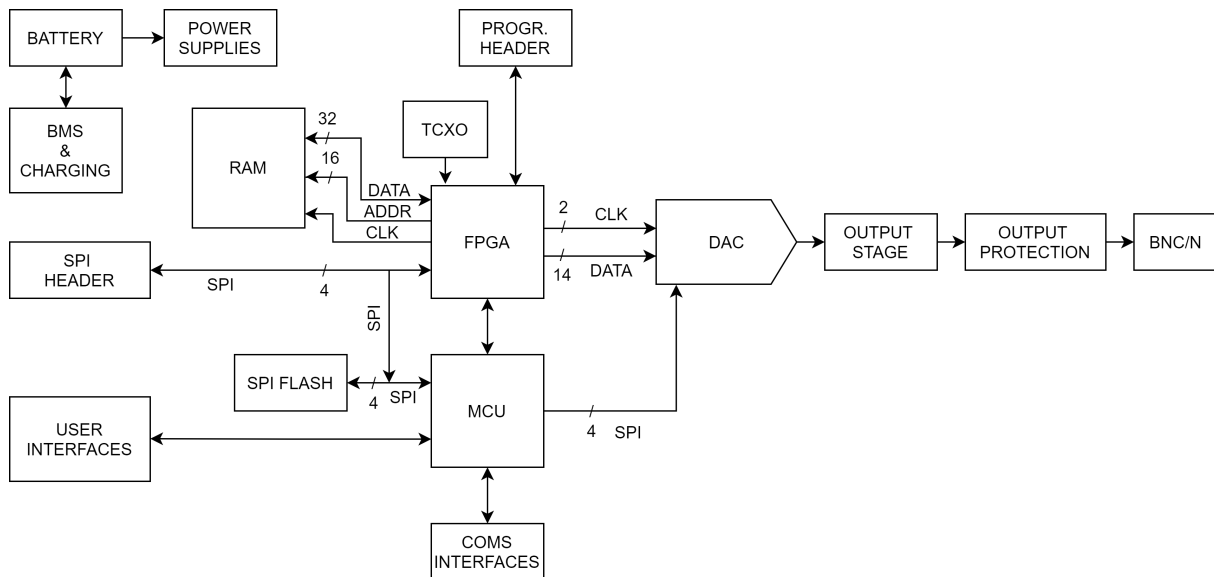 BATTERY
POWER
SUPPLIES
PROGR.
HEADER
BMS
&
CHARGING
RAM
32
16
TCXO
DATA
ADDR
CLK
FPGA
2
CLK
14
DATA
DAC
OUTPUT
STAGE
OUTPUT
PROTECTION
BNC/N
SPI
HEADER
SPI
4
SPI
SPI FLASH
4
SPI
MCU
4
SPI
USER
INTERFACES
COMS
INTERFACES